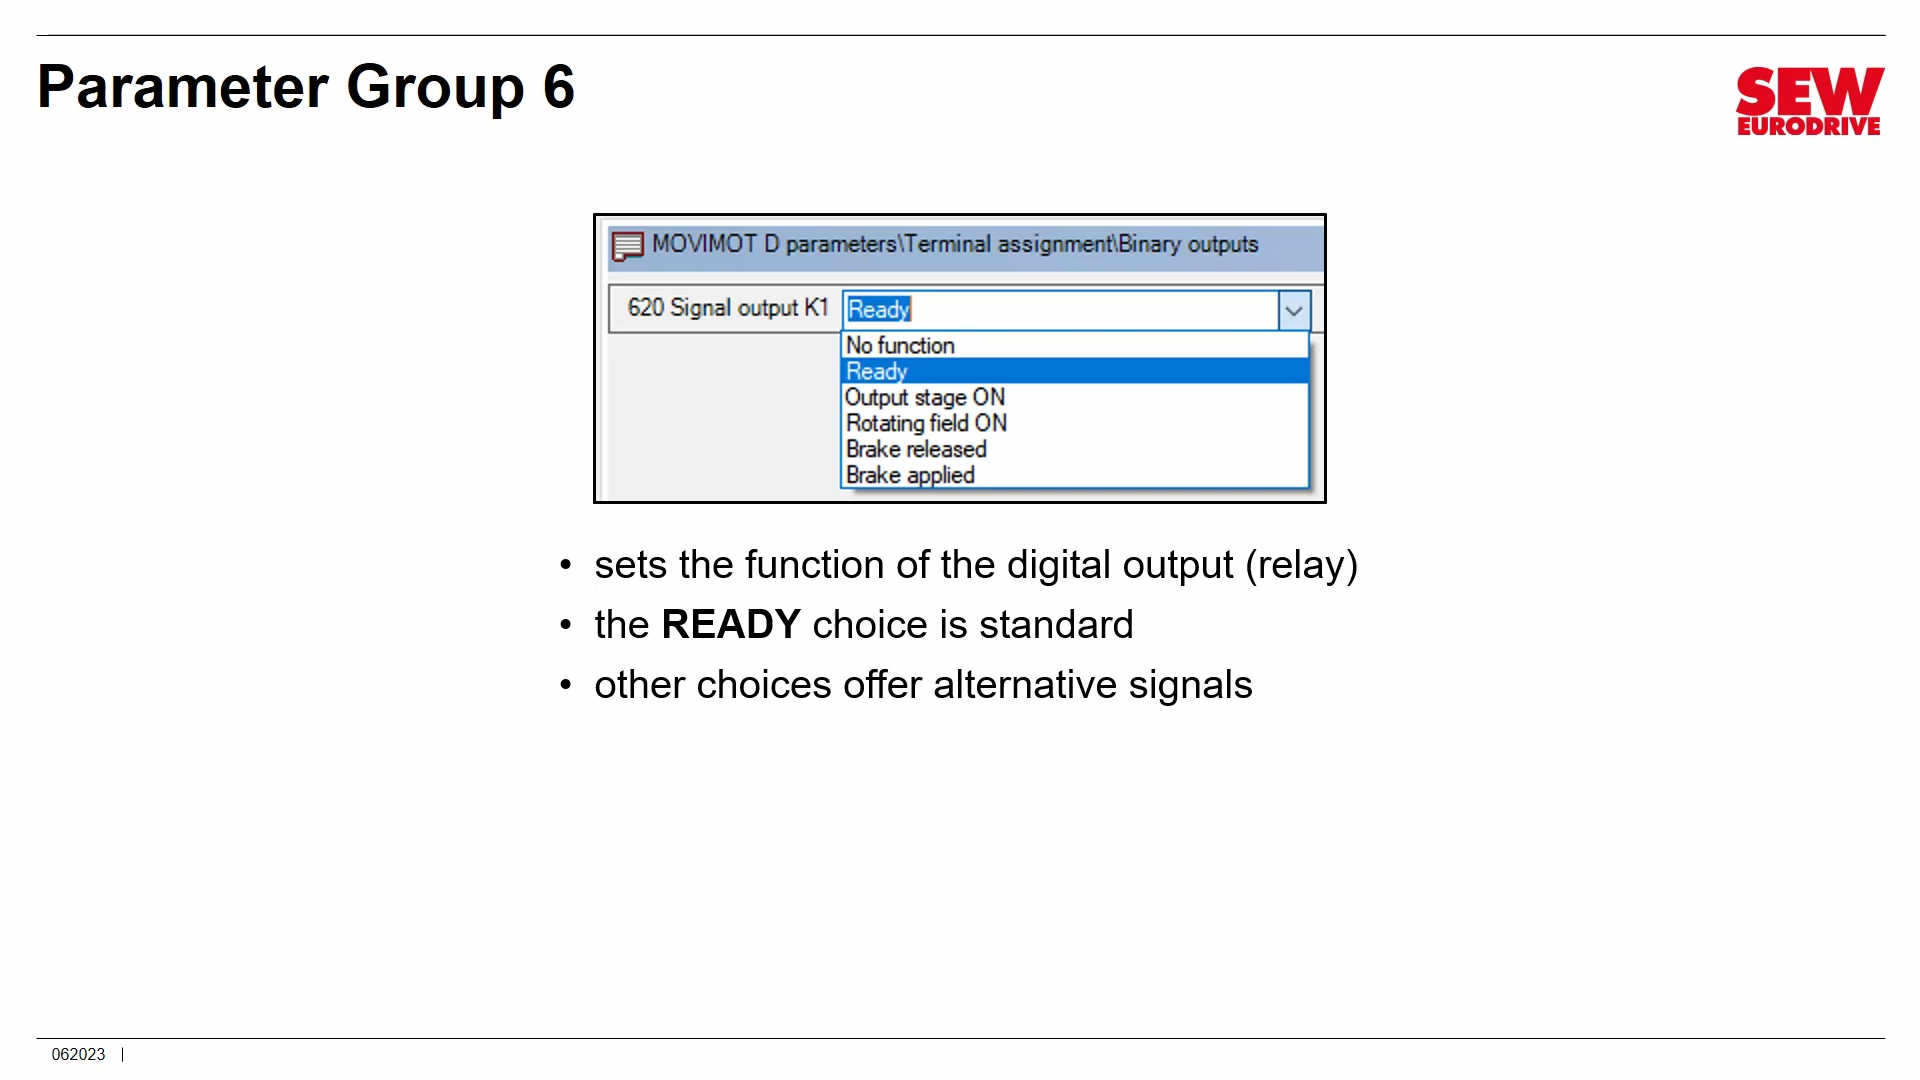 Parameter Group 6
SEW
EURODRIVE
MOVIMOT D parameters\Terminal assignment\Binary outputs
620 Signal output K1 Ready
No function
Ready
Output stage ON
Rotating field ON
Brake released
Brake applied
• sets the function of the digital output (relay)
• the READY choice is standard
• other choices offer alternative signals
062023 |